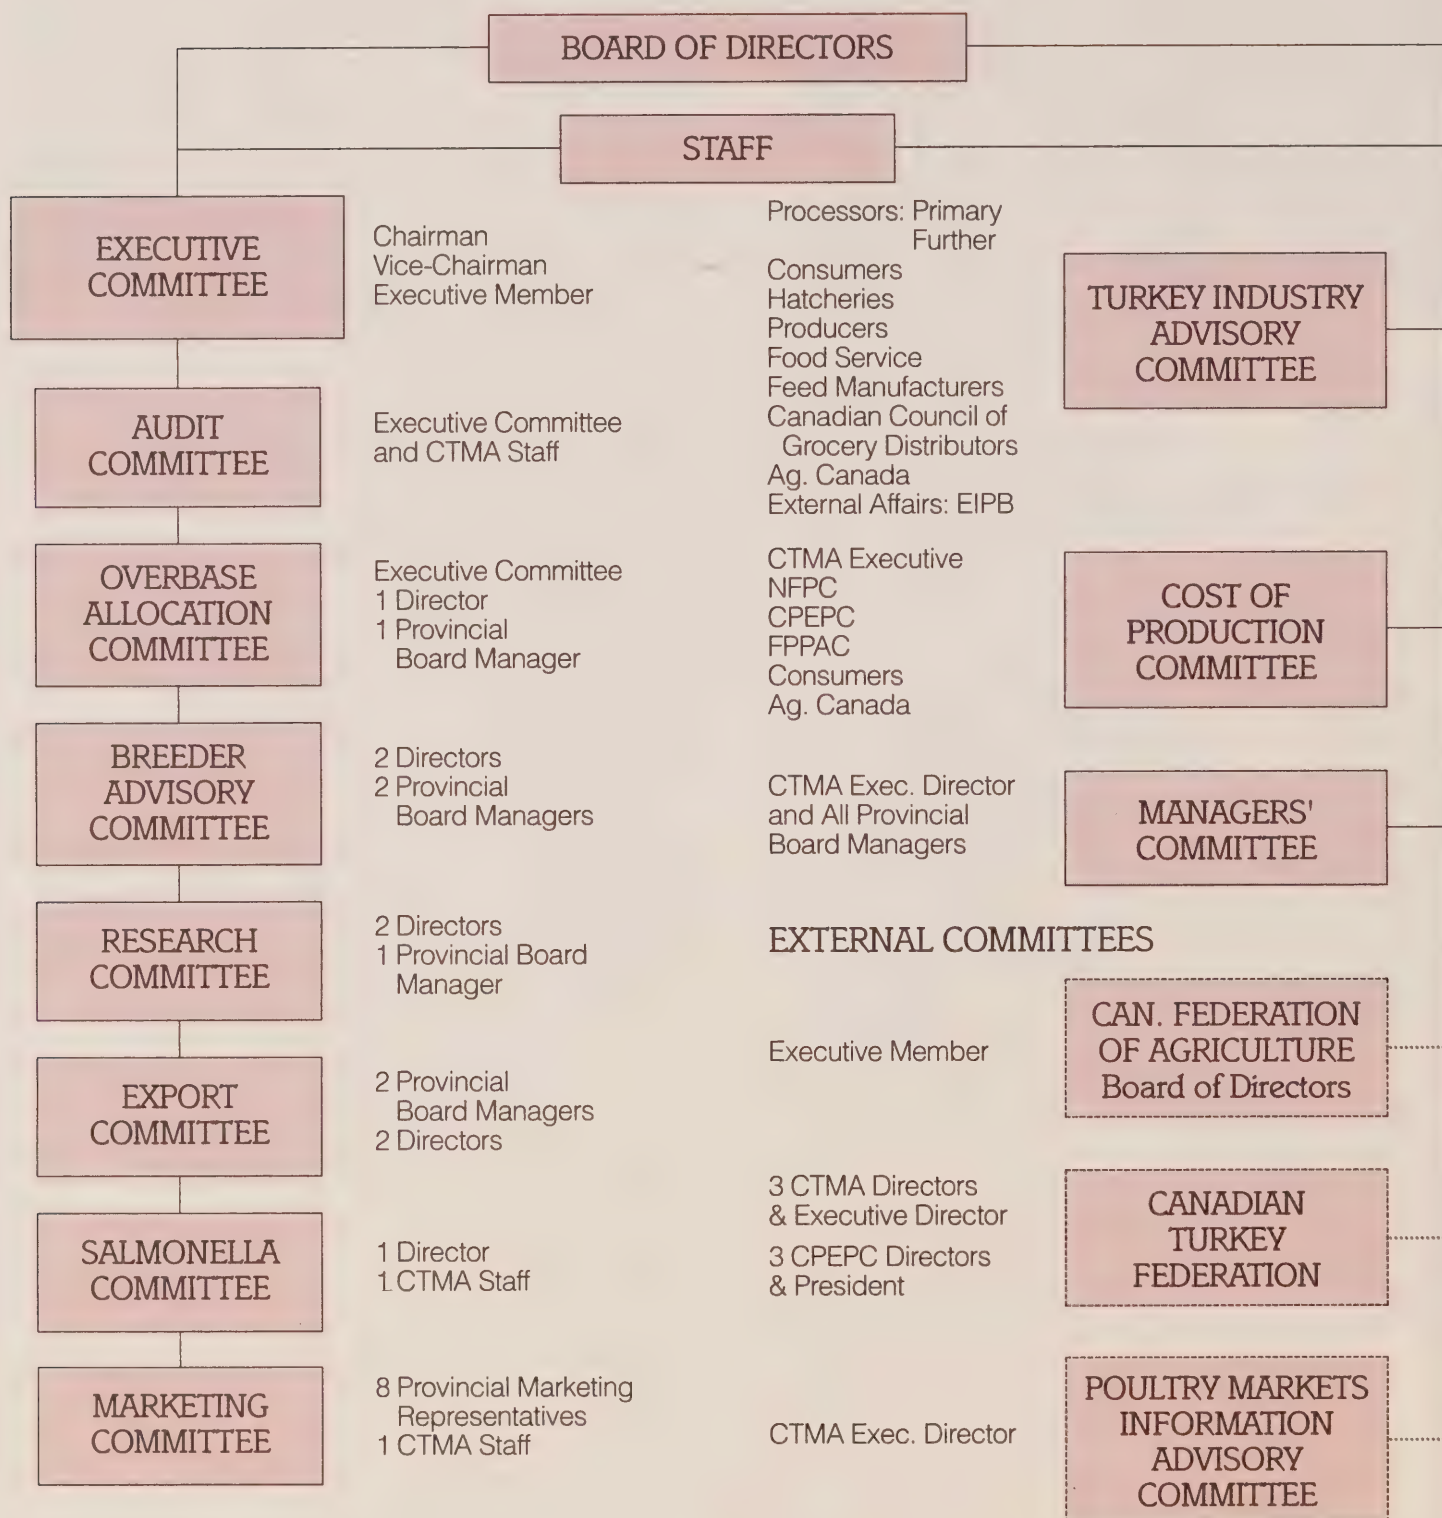 BOARD OF DIRECTORS
STAFF
EXECUTIVE
COMMITTEE
Chairman
Vice-Chairman
Executive Member
AUDIT
COMMITTEE
Executive Committee
and CTMA Staff
OVERBASE
ALLOCATION
COMMITTEE
Executive Committee
1 Director
1 Provincial
Board Manager
BREEDER
ADVISORY
COMMITTEE
2 Directors
2 Provincial
Board Managers
RESEARCH
COMMITTEE
2 Directors
1 Provincial Board
Manager
EXPORT
COMMITTEE
2 Provincial
Board Managers
2 Directors
SALMONELLA
COMMITTEE
1 Director
1 CTMA Staff
MARKETING
COMMITTEE
8 Provincial Marketing
Representatives
1 CTMA Staff
Processors: Primary
Further
Consumers
Hatcheries
Producers
Food Service
Feed Manufacturers
Canadian Council of
Grocery Distributors
Ag. Canada
External Affairs: EIPB
TURKEY INDUSTRY
ADVISORY
COMMITTEE
CTMA Executive
NFPC
CPEPC
FPPAC
Consumers
Ag. Canada
COST OF
PRODUCTION
COMMITTEE
CTMA Exec. Director
and All Provincial
Board Managers
MANAGERS'
COMMITTEE
EXTERNAL COMMITTEES
Executive Member
CAN. FEDERATION
OF AGRICULTURE
Board of Directors
3 CTMA Directors
& Executive Director
3 CPEPC Directors
& President
CANADIAN
TURKEY
FEDERATION
CTMA Exec. Director
POULTRY MARKETS
INFORMATION
ADVISORY
COMMITTEE